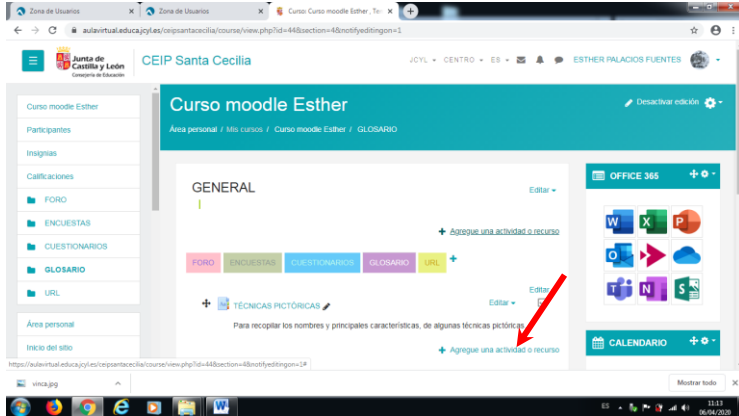 Zona de Usuarios
Zona de Usuarios
Curso: Curso moodle Esther, Te
aulavirtual.educa.jcyl.es/ceipsantacecilia/course/view.php?id=44&section=4&notifyeditingon=1
Junta de Castilla y León
Consejería de Educación
CEIP Santa Cecilia
JCYL CENTRO ES
ESTHER PALACIOS FUENTES
Curso moodle Esther
Participantes
Insignias
Calificaciones
FORO
ENCUESTAS
CUESTIONARIOS
GLOSARIO
URL
Área personal
Inicio del sitio
Curso moodle Esther
Desactivar edición
Área personal / Mis cursos / Curso moodle Esther / GLOSARIO
GENERAL
Editar
Agregue una actividad o recurso
FORO ENCUESTAS CUESTIONARIOS GLOSARIO URL
Editar
TÉCNICAS PICTÓRICAS
Editar
Para recopilar los nombres y principales características, de algunas técnicas pictóricas
Agregue una actividad o recurso
OFFICE 365
W X P
O
T N S
CALENDARIO
https://aulavirtual.educa.jcyl.es/ceipsantacecilia/course/view.php?id=44&section=4&notifyeditingon=1#
vinca.jpg
Mostrar todo
W
ES
11:13
06/04/2020